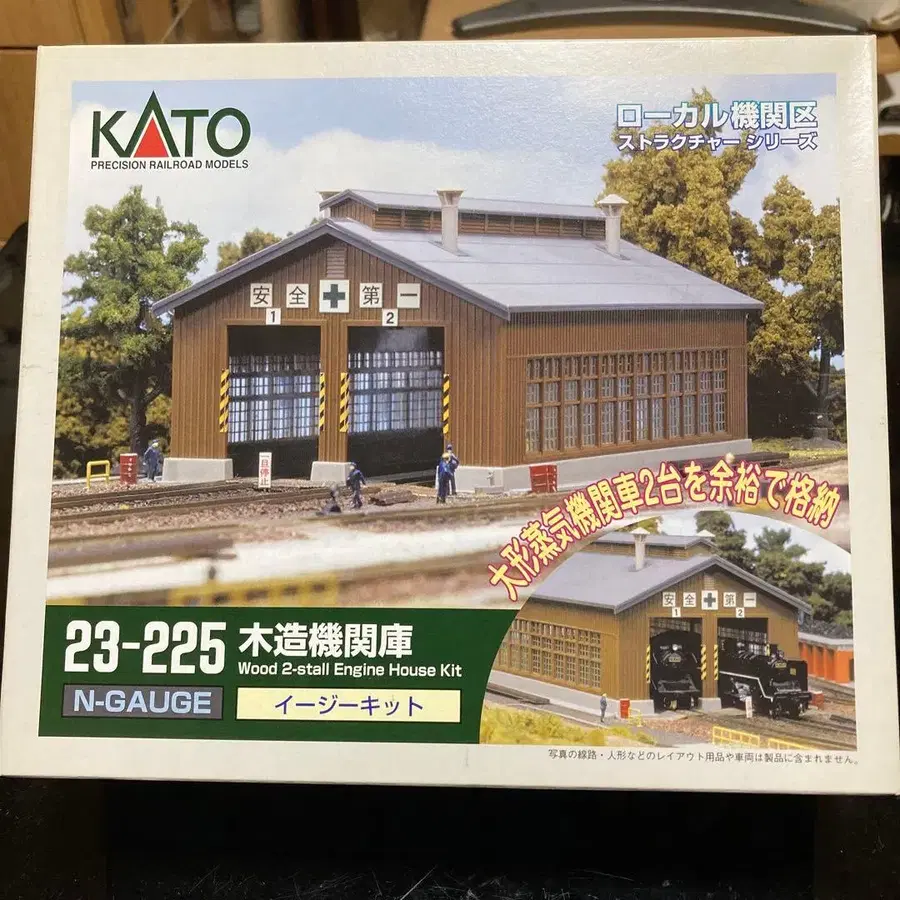 KATO
PRECISION RAILROAD MODELS
ローカル機関区
ストラクチャー シリーズ
安 全 ✚ 第 一
1 2
一旦停止
大形蒸気機関車2台を余裕で格納
安 全 ✚ 第 一
1 2
23-225 木造機関庫
Wood 2-stall Engine House Kit
N-GAUGE イージーキット
写真の線路・人形などのレイアウト用品や車両は製品に含まれません。